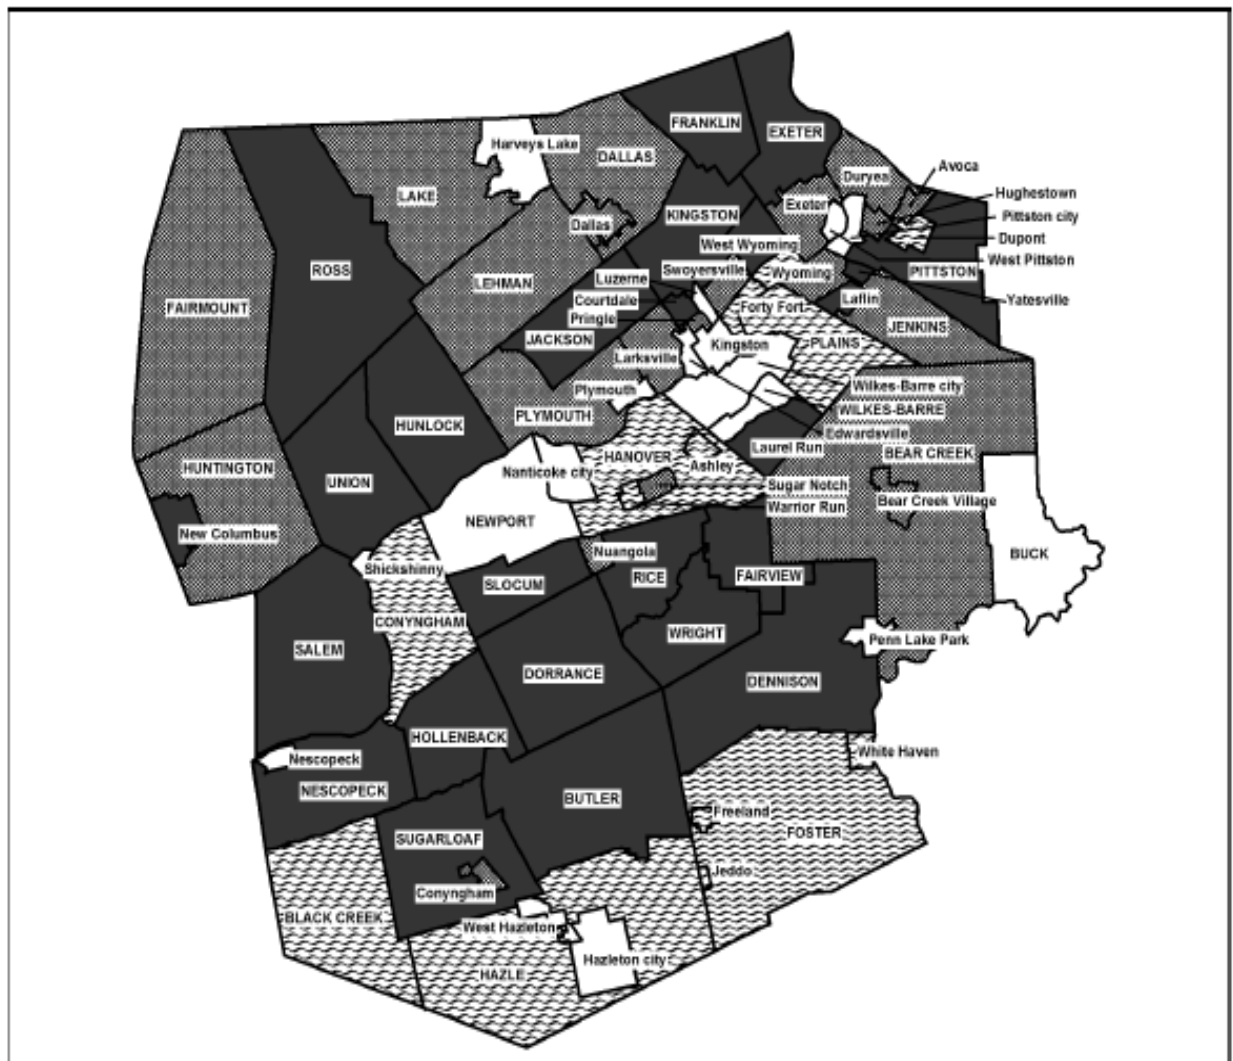 FRANKLIN
EXETER
Harveys Lake
DALLAS
Avoca
Duryea
LAKE
Hughestown
Exeter
KINGSTON
Pittston city
Dallas
Dupont
West Wyoming
West Pittston
ROSS
Swoyersville
Wyoming
PITTSTON
LEHMAN
Luzerne
Courtdale
Laflin
Yatesville
FAIRMOUNT
Forty Fort
Pringle
JENKINS
JACKSON
Kingston
PLAINS
Larksville
Wilkes-Barre city
Plymouth
WILKES-BARRE
PLYMOUTH
HUNLOCK
Edwardsville
Laurel Run
BEAR CREEK
HUNTINGTON
HANOVER
Ashley
Nanticoke city
UNION
Sugar Notch
Bear Creek Village
Warrior Run
NEWPORT
New Columbus
Nuangola
BUCK
Shickshinny
RICE
FAIRVIEW
SLOCUM
CONYNGHAM
WRIGHT
Penn Lake Park
SALEM
DORRANCE
DENNISON
HOLLENBACK
White Haven
Nescopeck
NESCOPECK
BUTLER
Freeland
FOSTER
SUGARLOAF
Jeddo
Conyngham
BLACK CREEK
West Hazleton
Hazleton city
HAZLE